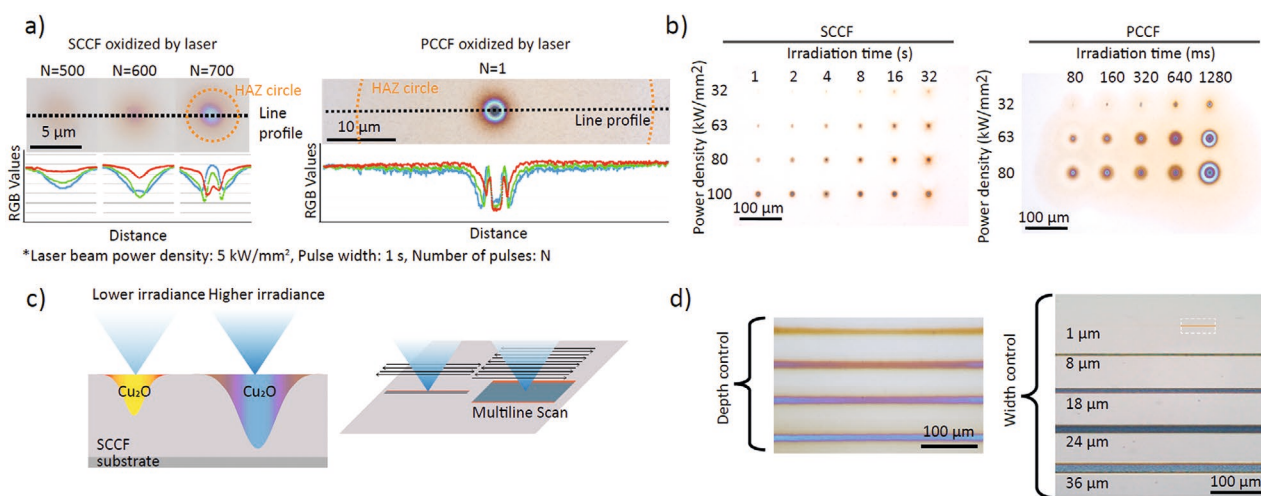 a)
SCCF oxidized by laser
N=500 N=600 N=700
HAZ circle
Line
profile
5 μm
RGB Values
Distance
PCCF oxidized by laser
N=1
HAZ circle
Line profile
10 μm
RGB Values
Distance
*Laser beam power density: 5 kW/mm², Pulse width: 1 s, Number of pulses: N
b)
SCCF
Irradiation time (s)
1 2 4 8 16 32
Power density (kW/mm2)
32
63
80
100
100 μm
PCCF
Irradiation time (ms)
80 160 320 640 1280
Power density (kW/mm2)
32
63
80
100 μm
c)
Lower irradiance Higher irradiance
Cu₂O Cu₂O
SCCF
substrate
Multiline Scan
d)
Depth control
100 μm
Width control
1 μm
8 μm
18 μm
24 μm
36 μm
100 μm